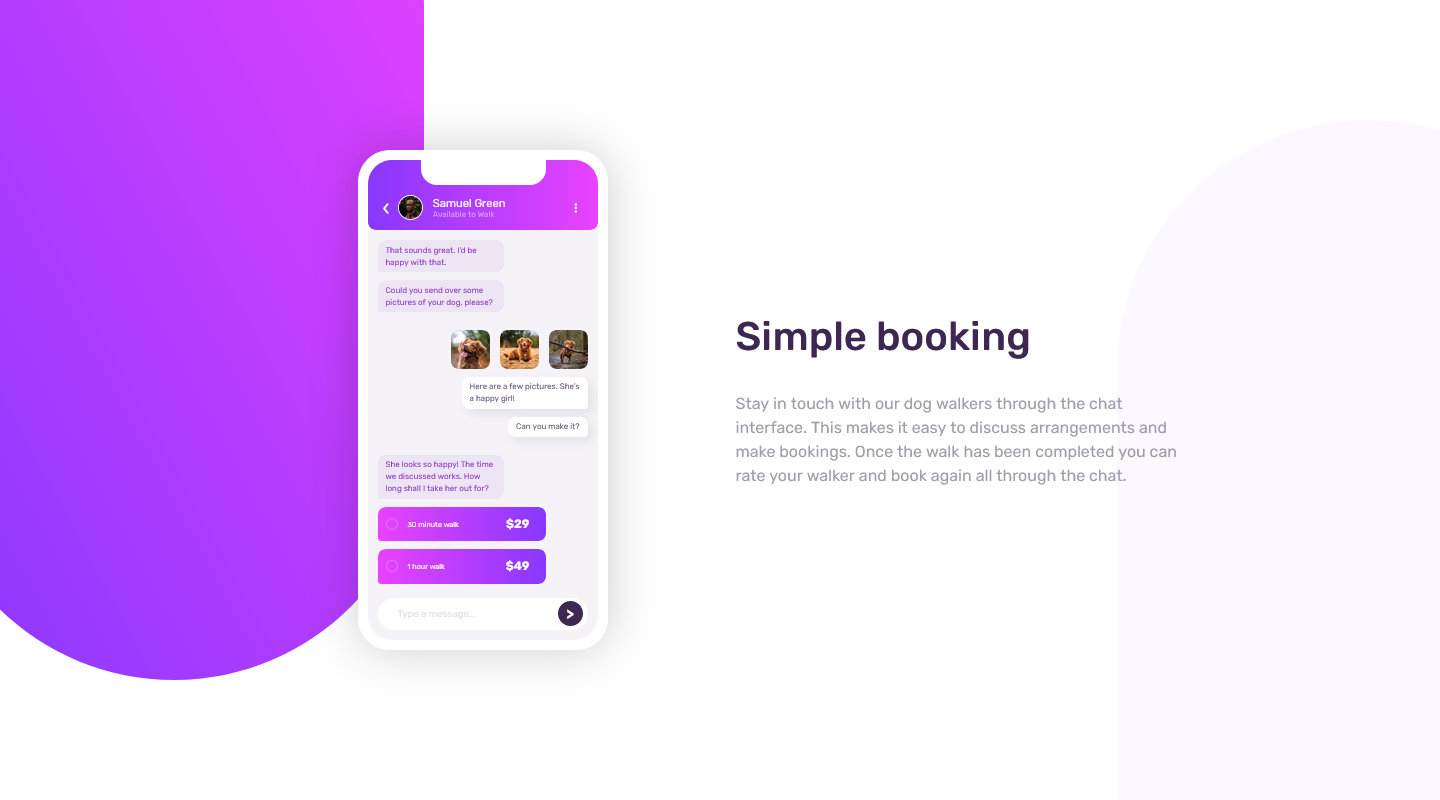 Samuel Green
Available to Walk
That sounds great. I'd be
happy with that.
Could you send over some
pictures of your dog, please?
Here are a few pictures. She's
a happy girl!
Can you make it?
She looks so happy! The time
we discussed works. How
long shall I take her out for?
30 minute walk $29
1 hour walk $49
Type a message…
Simple booking
Stay in touch with our dog walkers through the chat
interface. This makes it easy to discuss arrangements and
make bookings. Once the walk has been completed you can
rate your walker and book again all through the chat.